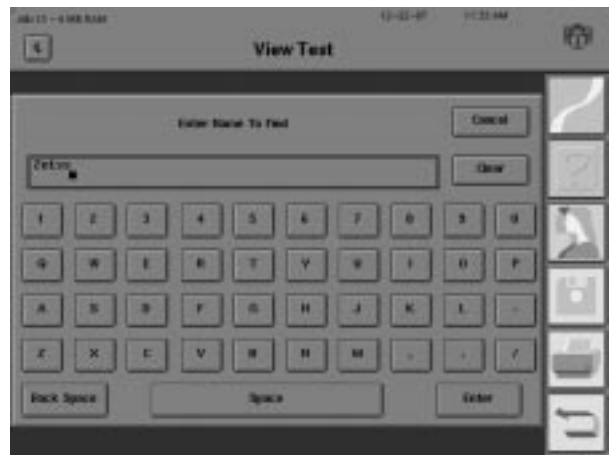 View Test
Enter Name To Find
Cancel
Clear
1 2 3 4 5 6 7 8 9 0
Q W E R T Y U I O P
A S D F G H J K L
Z X C V B N M . . /
Back Space Space Enter